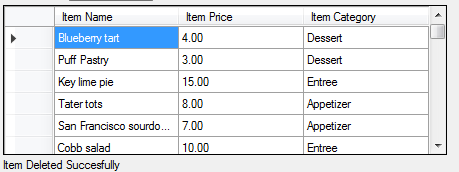 Item Name Item Price Item Category
Blueberry tart 4.00 Dessert
Puff Pastry 3.00 Dessert
Key lime pie 15.00 Entree
Tater tots 8.00 Appetizer
San Francisco sourdo... 7.00 Appetizer
Cobb salad 10.00 Entree
Item Deleted Succesfully